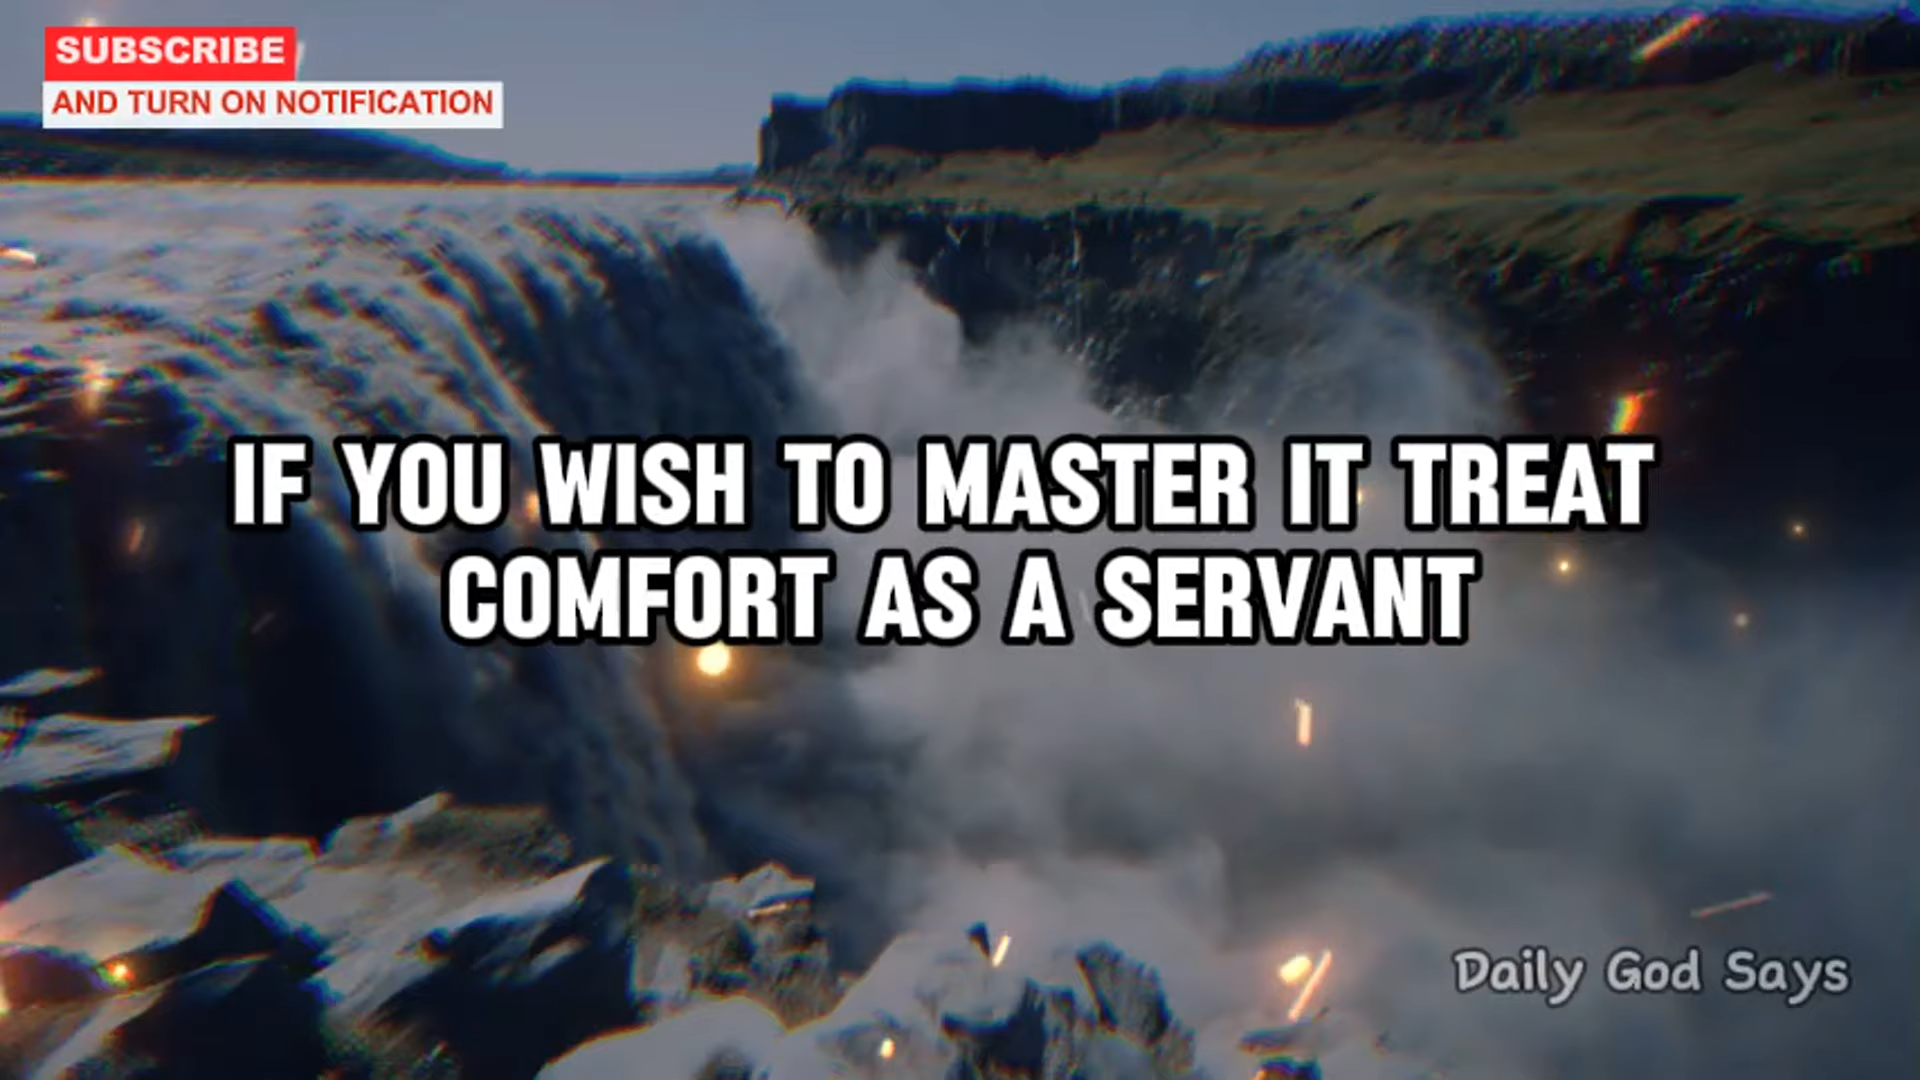 SUBSCRIBE
AND TURN ON NOTIFICATION
IF YOU WISH TO MASTER IT TREAT
COMFORT AS A SERVANT
Daily God Says